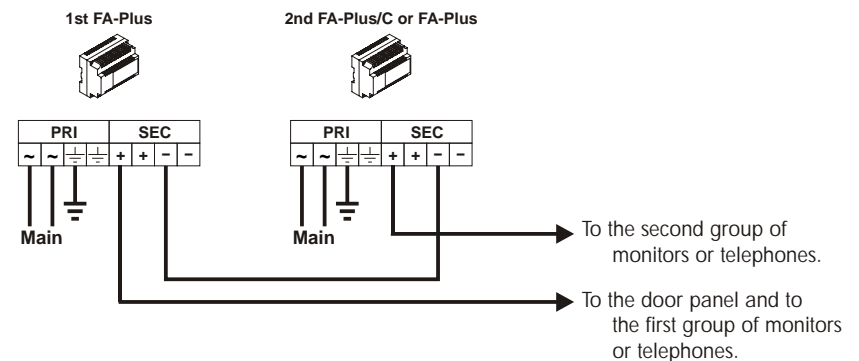 1st FA-Plus
2nd FA-Plus/C or FA-Plus
PRI SEC
~ ~ + + − −
Main
PRI SEC
~ ~ + + − −
Main
To the second group of
monitors or telephones.
To the door panel and to
the first group of monitors
or telephones.